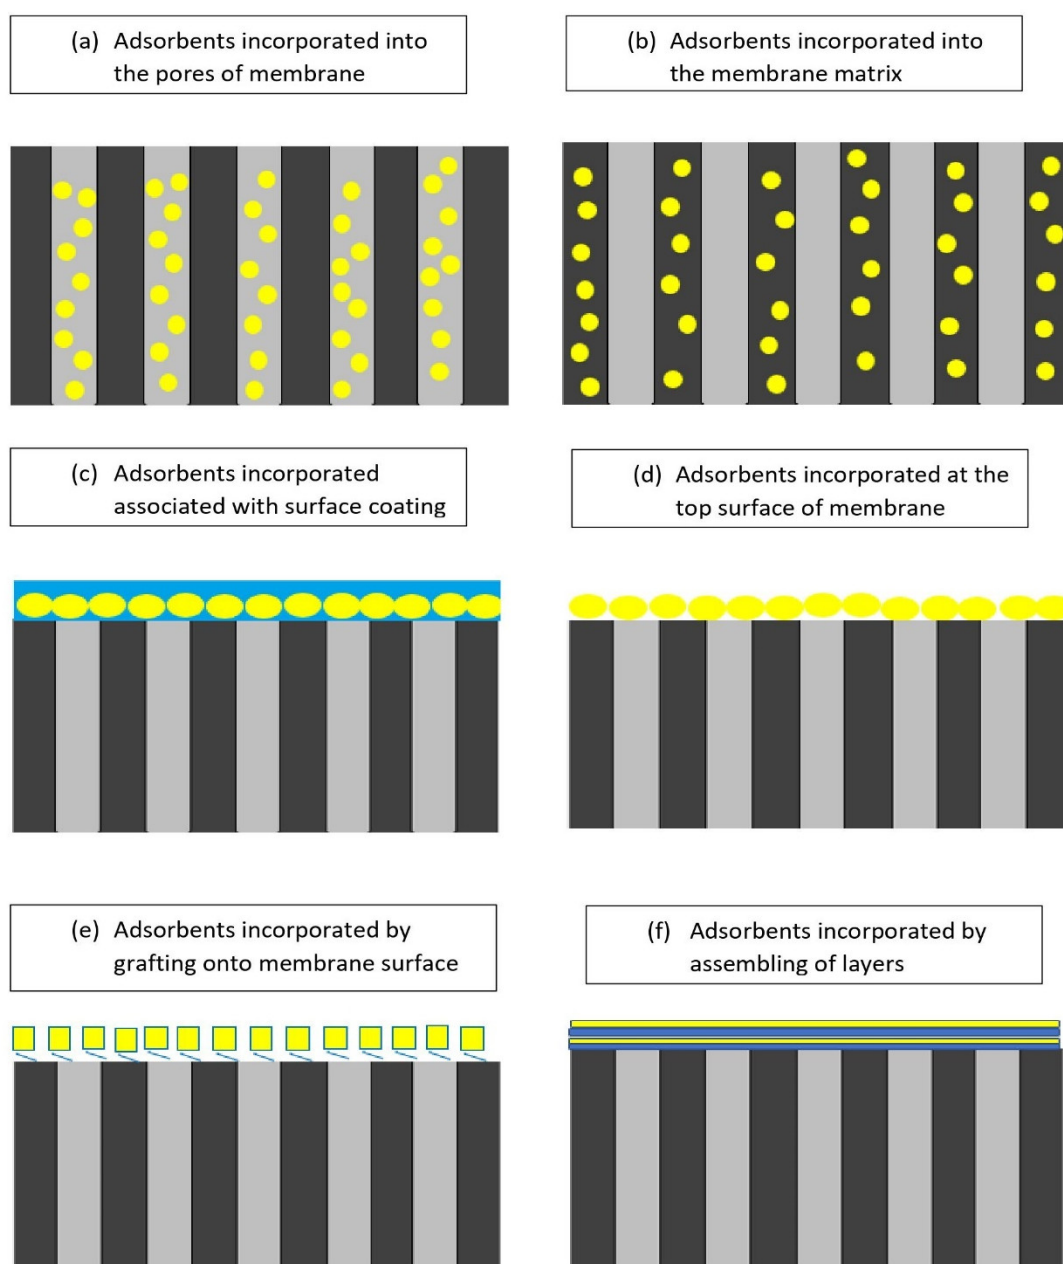 (a) Adsorbents incorporated into
the pores of membrane
(b) Adsorbents incorporated into
the membrane matrix
(c) Adsorbents incorporated
associated with surface coating
(d) Adsorbents incorporated at the
top surface of membrane
(e) Adsorbents incorporated by
grafting onto membrane surface
(f) Adsorbents incorporated by
assembling of layers